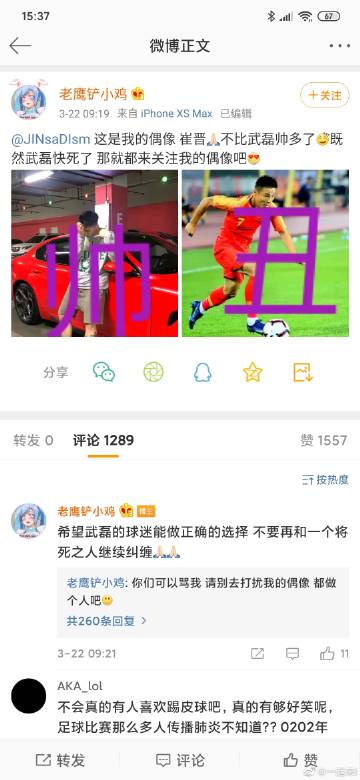 15:37
67
微博正文
老鹰铲小鸡
3-22 09:19 来自 iPhone XS Max 已编辑
+关注
@JINsaDIsm 这是我的偶像 崔晋🙏不比武磊帅多了😘既
然武磊快死了 那就都来关注我的偶像吧😍
帅
丑
7
分享
转发 0 评论 1289 赞 1557
按热度
老鹰铲小鸡 博主
希望武磊的球迷能做正确的选择 不要再和一个将
死之人继续纠缠🙏🙏
老鹰铲小鸡: 你们可以骂我 请别去打扰我的偶像 都做
个人吧😶
共260条回复 >
3-22 09:21
11
AKA_lol
不会真的有人喜欢踢皮球吧，真的有够好笑呢，
足球比赛那么多人传播肺炎不知道?? 0202年
转发 评论 赞